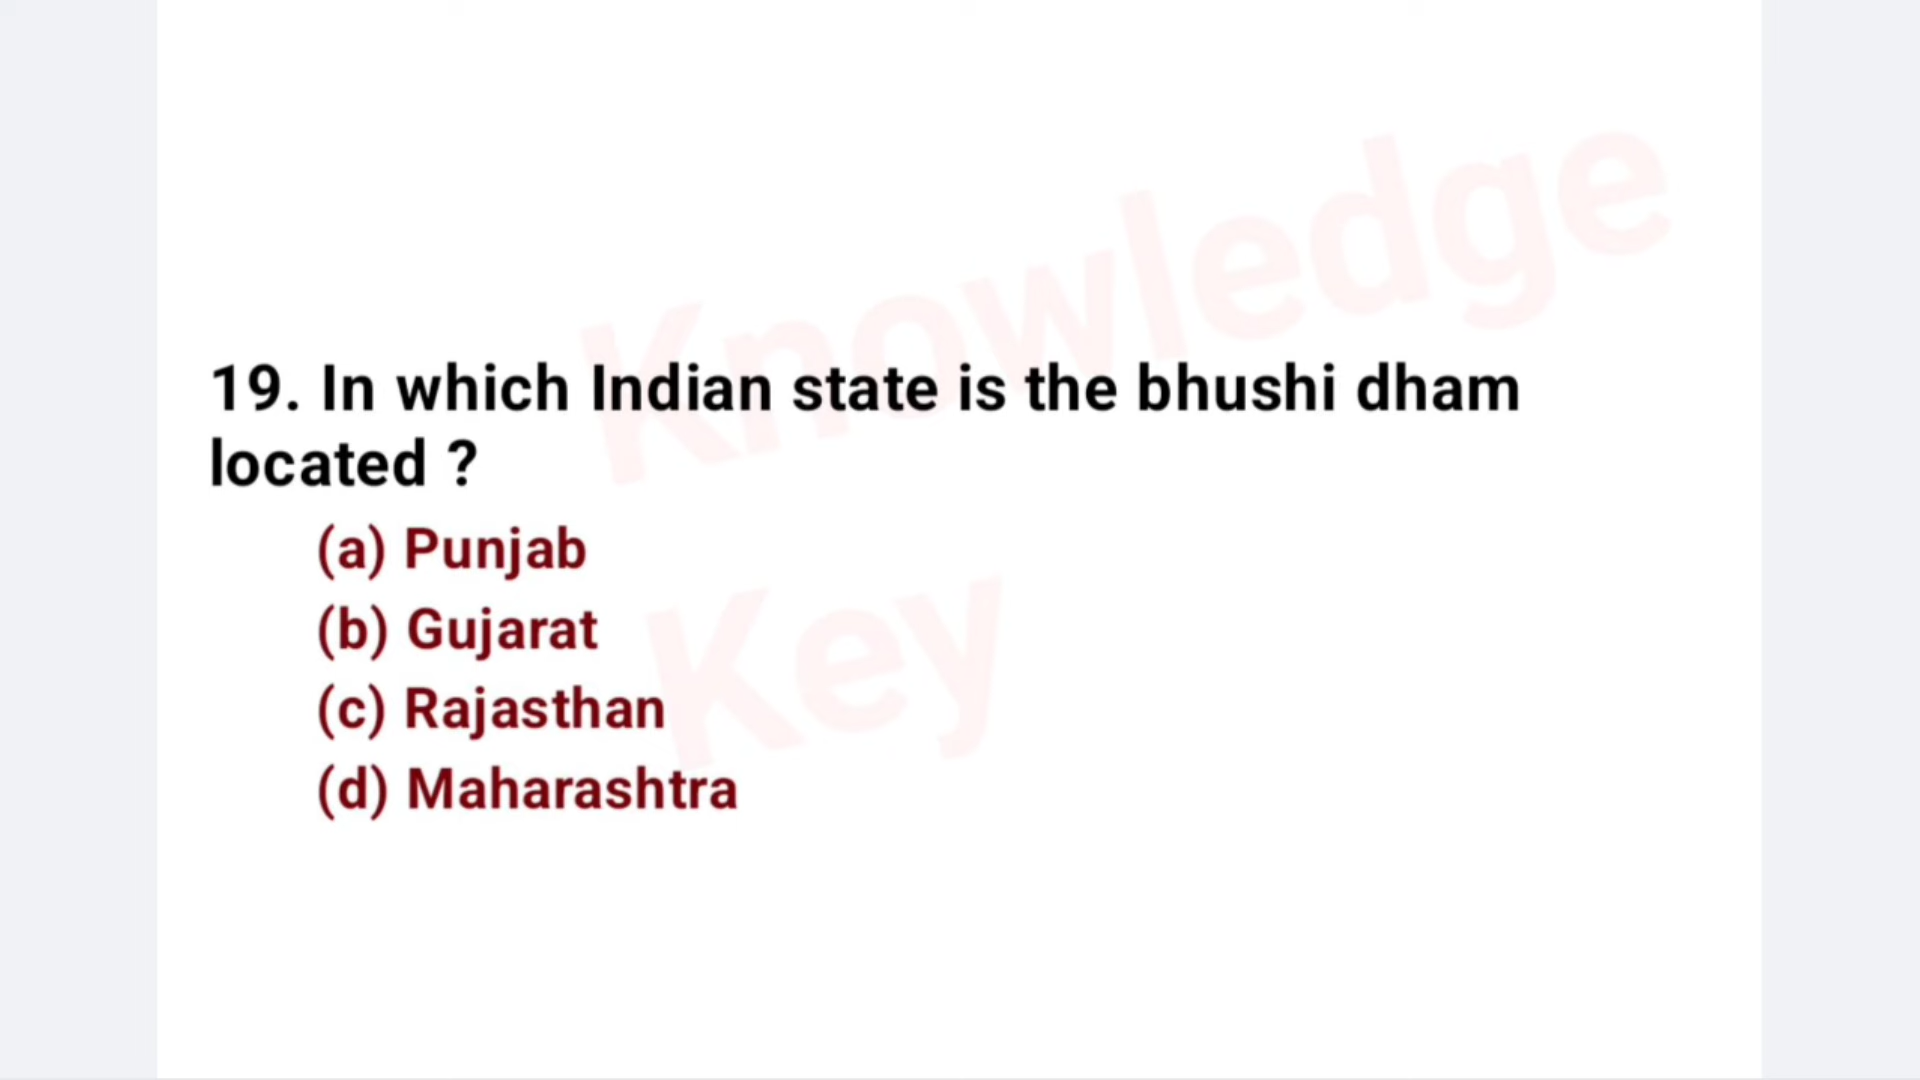 Knowledge
19. In which Indian state is the bhushi dham
located ?
(a) Punjab
Key
(b) Gujarat
(c) Rajasthan
(d) Maharashtra